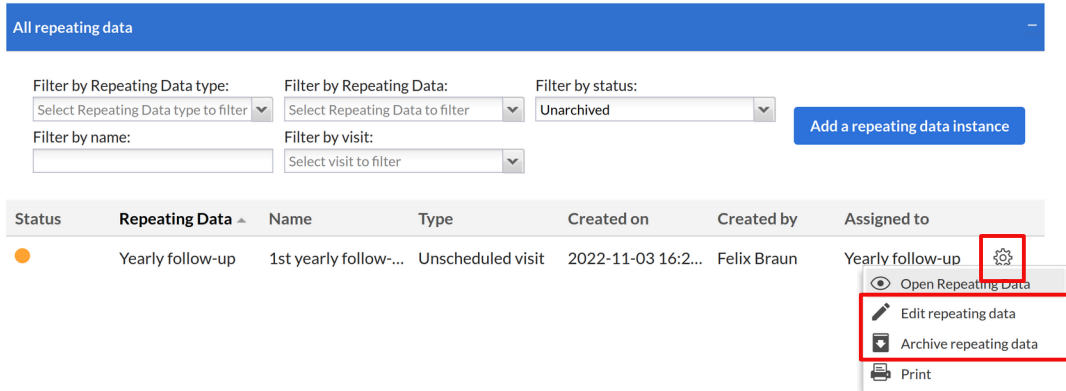 All repeating data
Filter by Repeating Data type: Filter by Repeating Data: Filter by status:
Select Repeating Data type to filter Select Repeating Data to filter Unarchived
Add a repeating data instance
Filter by name: Filter by visit:
Select visit to filter
Status Repeating Data Name Type Created on Created by Assigned to
Yearly follow-up 1st yearly follow-... Unscheduled visit 2022-11-03 16:2... Felix Braun Yearly follow-up
Open Repeating Data
Edit repeating data
Archive repeating data
Print